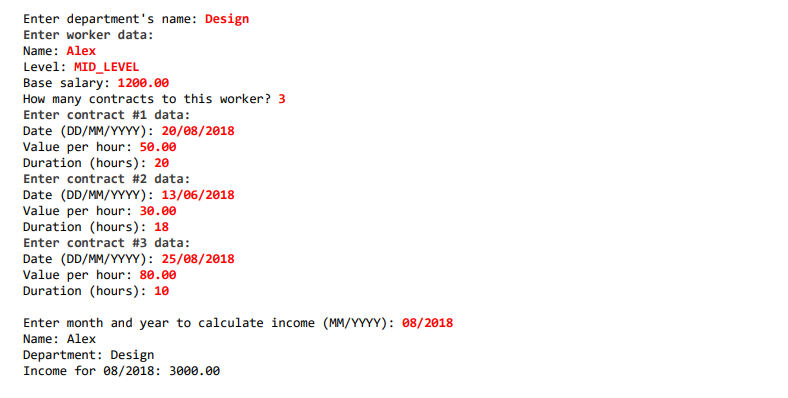 Enter department's name: Design
Enter worker data:
Name: Alex
Level: MID_LEVEL
Base salary: 1200.00
How many contracts to this worker? 3
Enter contract #1 data:
Date (DD/MM/YYYY): 20/08/2018
Value per hour: 50.00
Duration (hours): 20
Enter contract #2 data:
Date (DD/MM/YYYY): 13/06/2018
Value per hour: 30.00
Duration (hours): 18
Enter contract #3 data:
Date (DD/MM/YYYY): 25/08/2018
Value per hour: 80.00
Duration (hours): 10
Enter month and year to calculate income (MM/YYYY): 08/2018
Name: Alex
Department: Design
Income for 08/2018: 3000.00